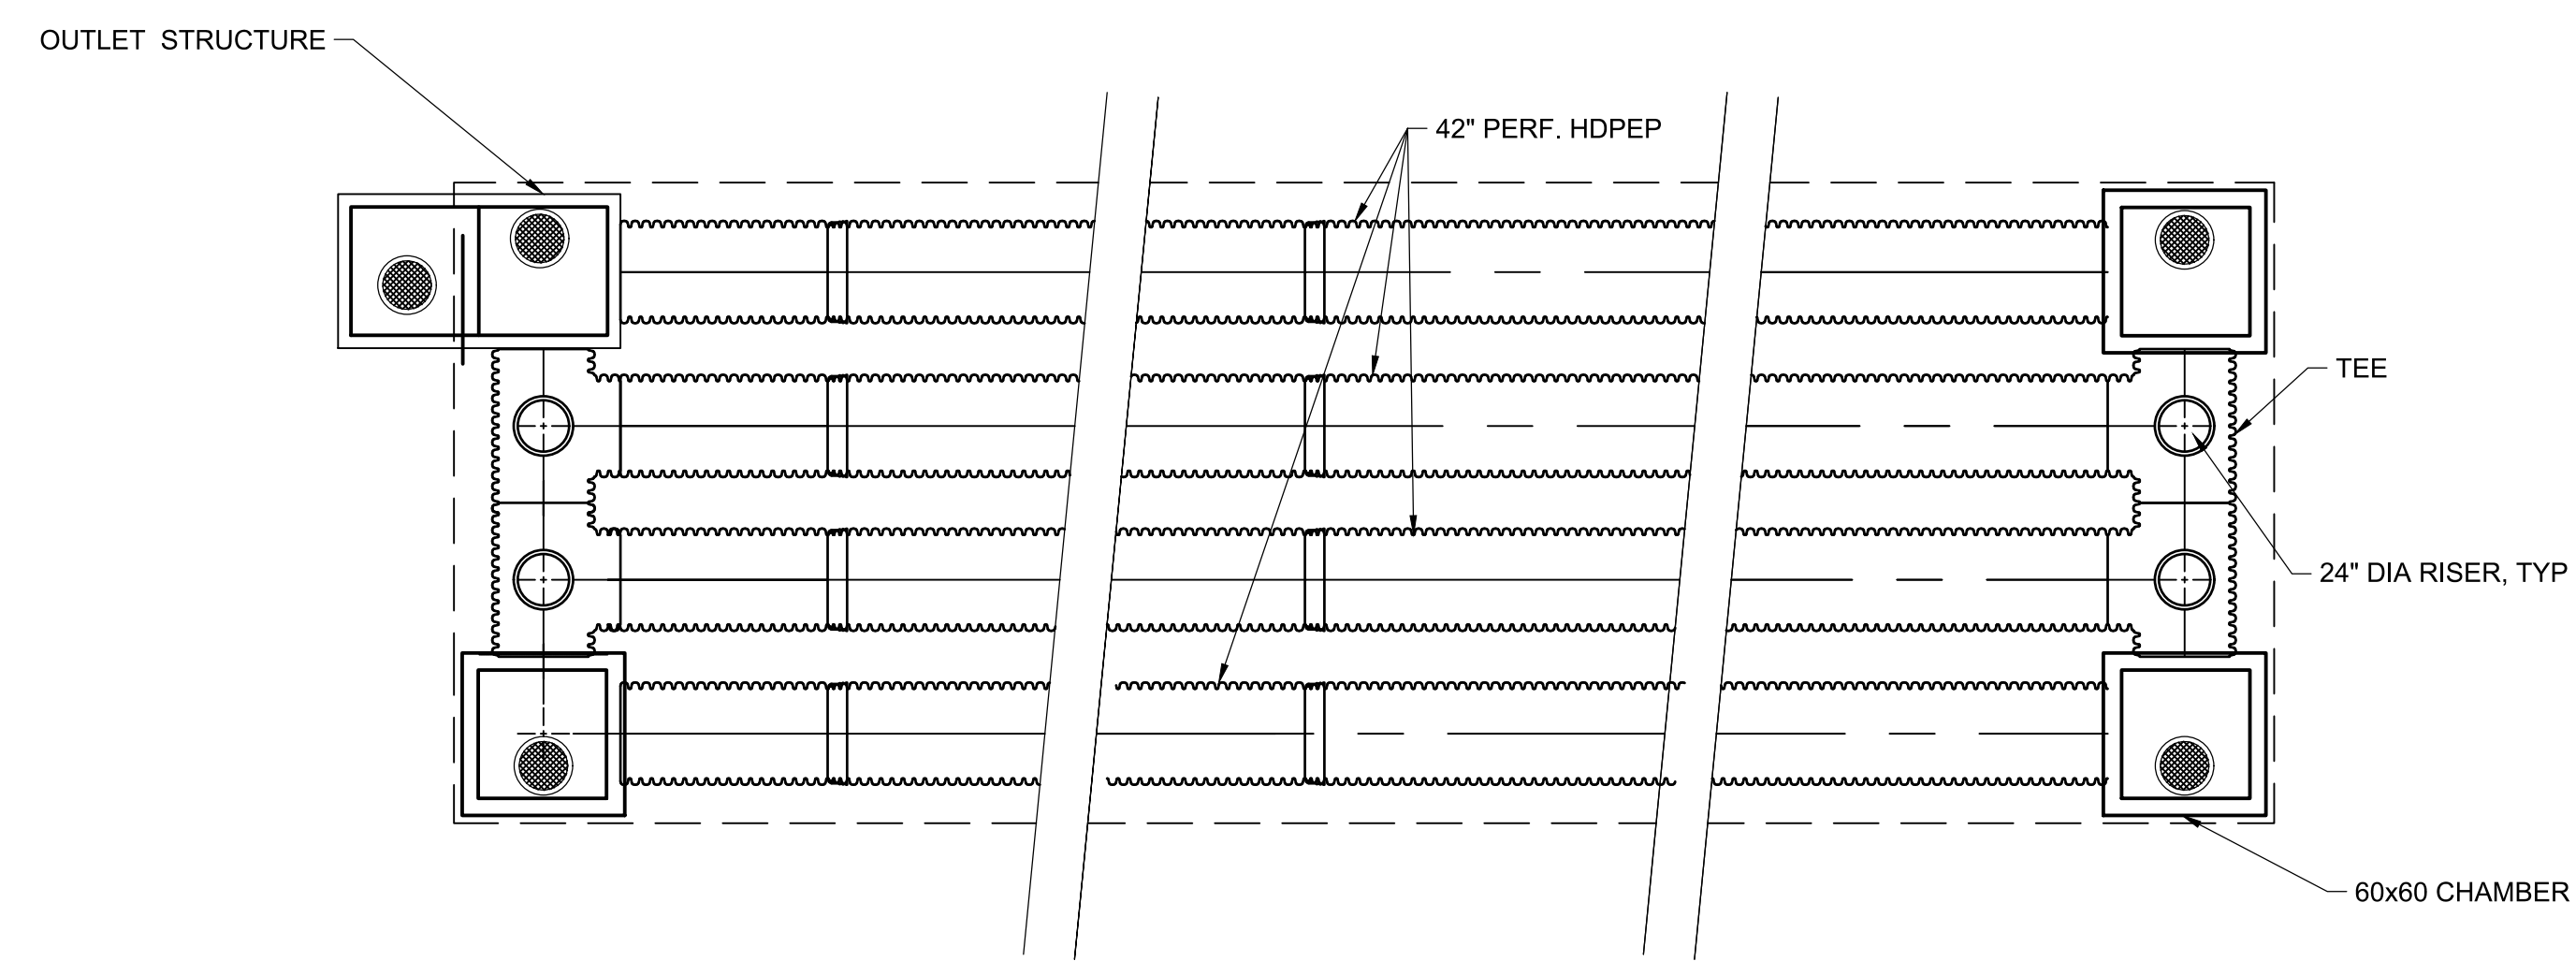 OUTLET STRUCTURE
42" PERF. HDPEP
TEE
24" DIA RISER, TYP
60x60 CHAMBER